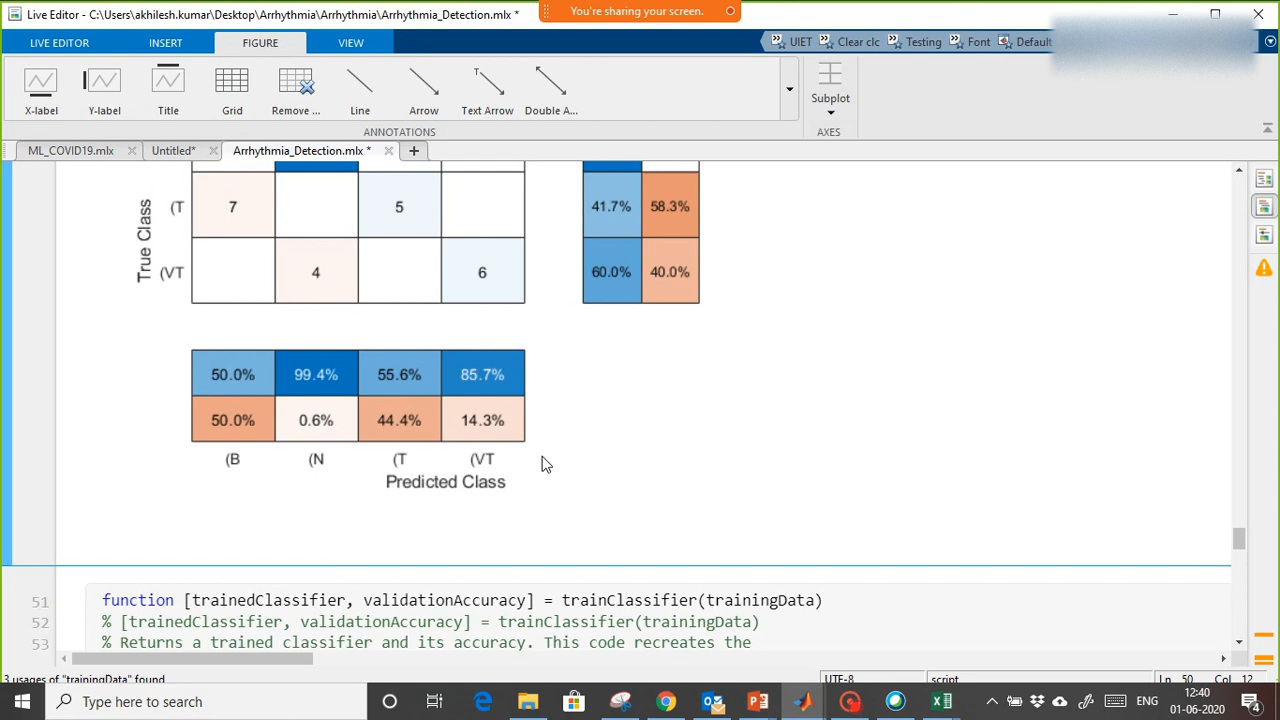 You're sharing your screen.
Live Editor - C:\Users\akhilesh.kumar\Desktop\Arrhythmia\Arrhythmia\Arrhythmia_Detection.mlx *
LIVE EDITOR INSERT FIGURE VIEW UIET Clear clc Testing Font Default
X-label Y-label Title Grid Remove ... Line Arrow Text Arrow Double A... Subplot
ANNOTATIONS AXES
ML_COVID19.mlx Untitled* Arrhythmia_Detection.mlx *
True Class
(T 7 5 41.7% 58.3%
(VT 4 6 60.0% 40.0%
50.0% 99.4% 55.6% 85.7%
50.0% 0.6% 44.4% 14.3%
(B (N (T (VT
Predicted Class
51 function [trainedClassifier, validationAccuracy] = trainClassifier(trainingData)
52 % [trainedClassifier, validationAccuracy] = trainClassifier(trainingData)
53 % Returns a trained classifier and its accuracy. This code recreates the
3 usages of "trainingData" found UTF-8 script Ln 50 Col 12
Type here to search ENG 12:40
01-06-2020 4